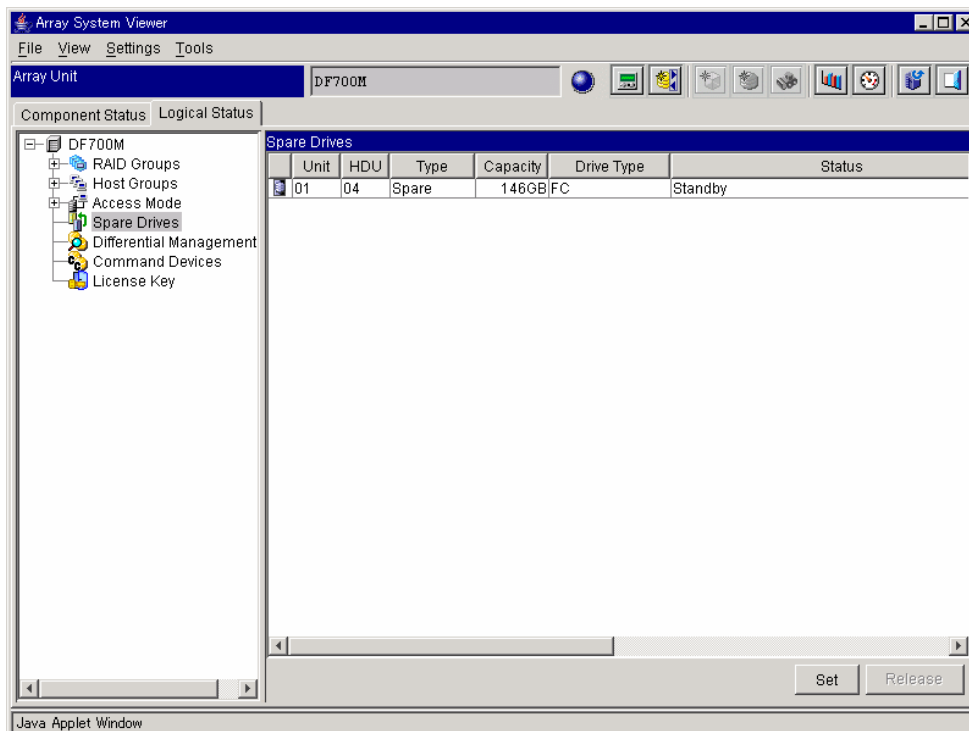 Array System Viewer
File View Settings Tools
Array Unit DF700M
Component Status Logical Status
DF700M
RAID Groups
Host Groups
Access Mode
Spare Drives
Differential Management
Command Devices
License Key
Spare Drives
Unit HDU Type Capacity Drive Type Status
01 04 Spare 146GB FC Standby
Set Release
Java Applet Window